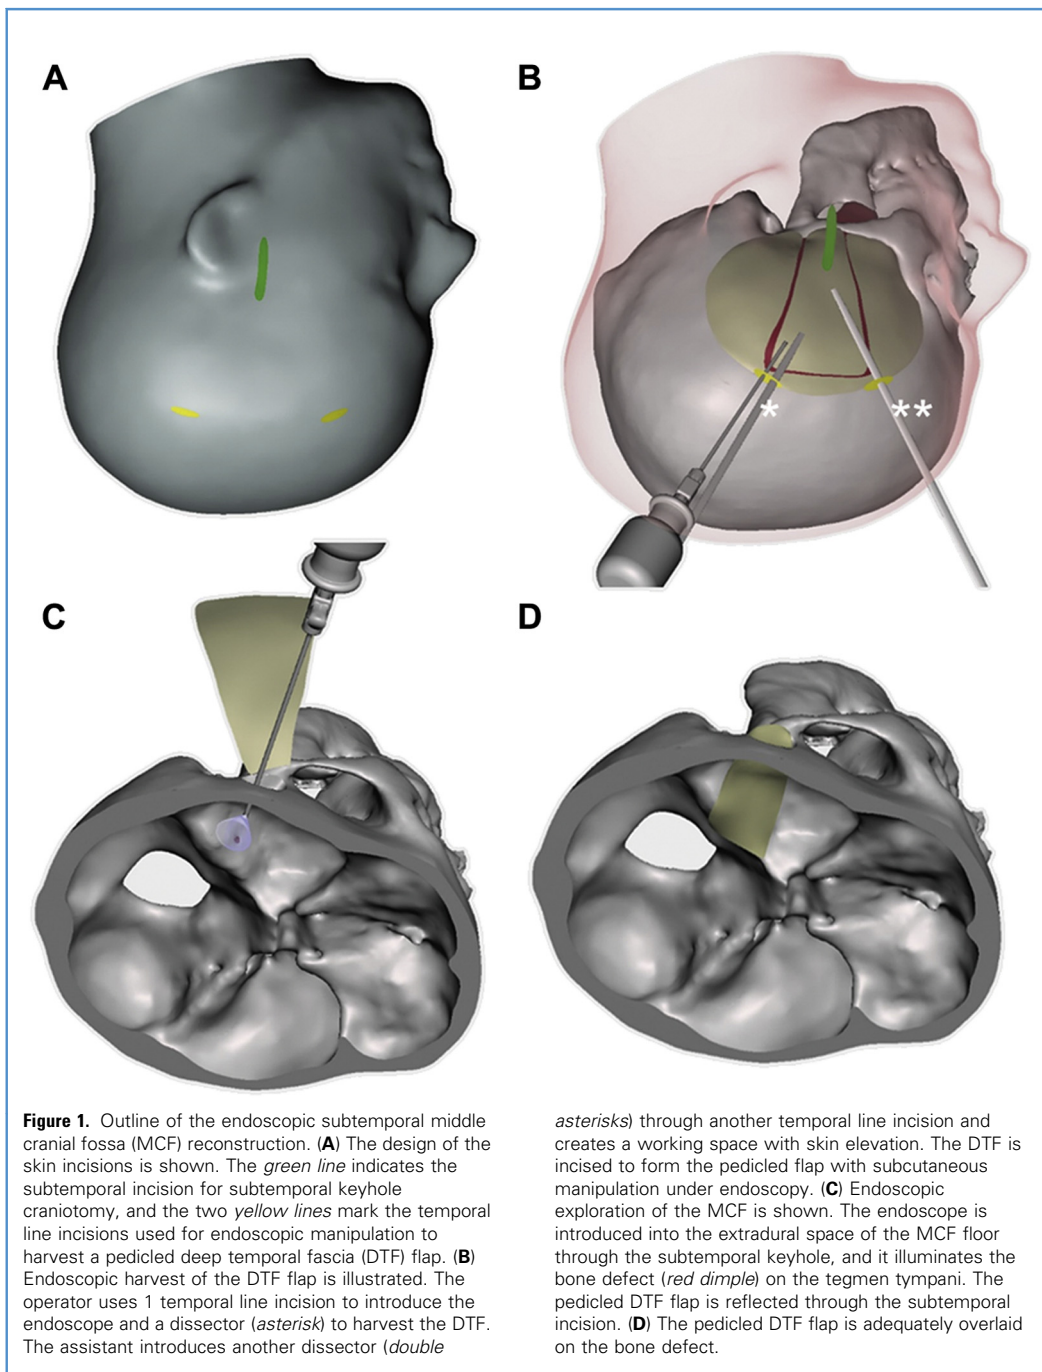 A
B
*
**
C
D
Figure 1. Outline of the endoscopic subtemporal middle
cranial fossa (MCF) reconstruction. (A) The design of the
skin incisions is shown. The green line indicates the
subtemporal incision for subtemporal keyhole
craniotomy, and the two yellow lines mark the temporal
line incisions used for endoscopic manipulation to
harvest a pedicled deep temporal fascia (DTF) flap. (B)
Endoscopic harvest of the DTF flap is illustrated. The
operator uses 1 temporal line incision to introduce the
endoscope and a dissector (asterisk) to harvest the DTF.
The assistant introduces another dissector (double
asterisks) through another temporal line incision and
creates a working space with skin elevation. The DTF is
incised to form the pedicled flap with subcutaneous
manipulation under endoscopy. (C) Endoscopic
exploration of the MCF is shown. The endoscope is
introduced into the extradural space of the MCF floor
through the subtemporal keyhole, and it illuminates the
bone defect (red dimple) on the tegmen tympani. The
pedicled DTF flap is reflected through the subtemporal
incision. (D) The pedicled DTF flap is adequately overlaid
on the bone defect.